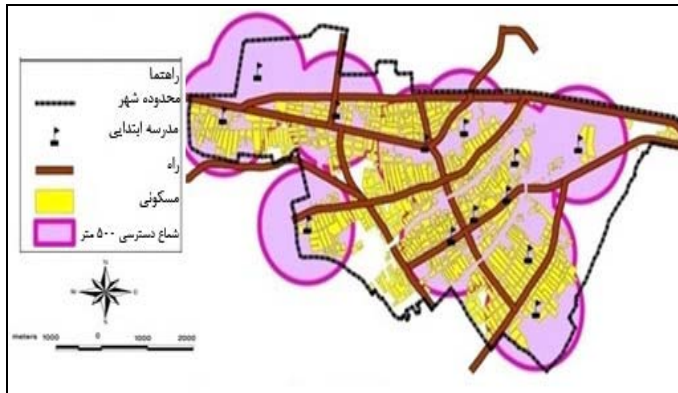 راهنما
محدوده شهر
مدرسه ابتدایی
راه
مسکونی
شعاع دسترسی ۵۰۰ متر
N
W
S
meters 1000 0 1000 2000